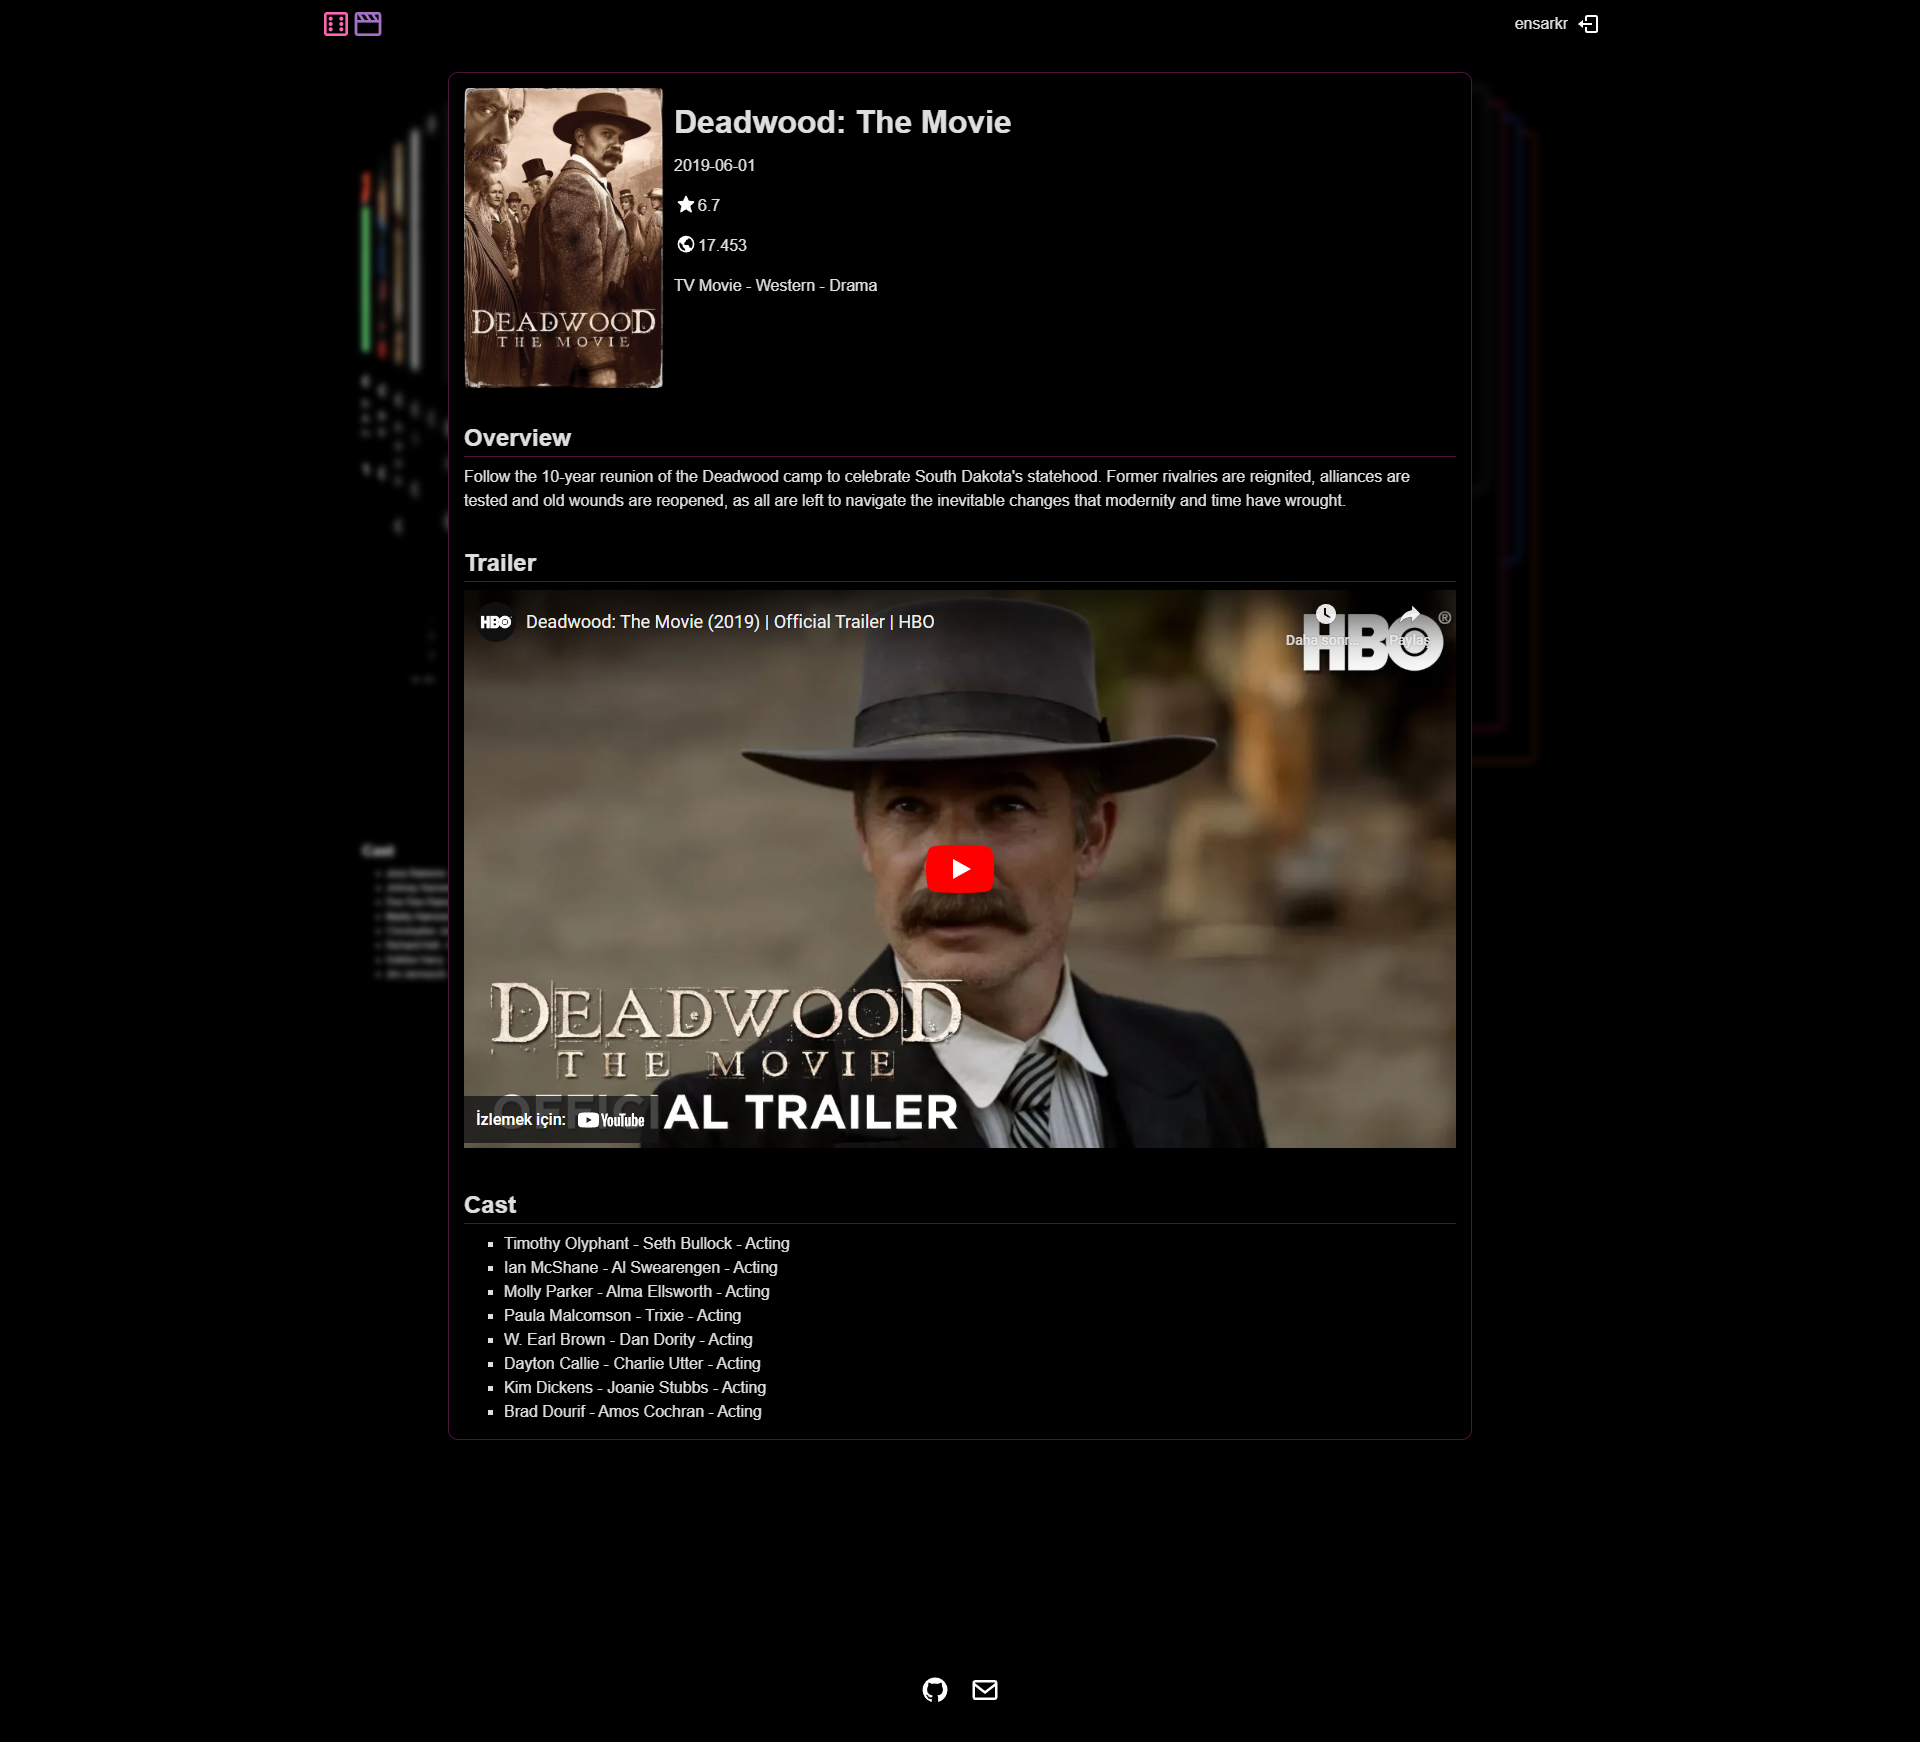 ensarkr
Deadwood: The Movie
2019-06-01
6.7
17.453
TV Movie - Western - Drama
DEADWOOD
THE MOVIE
Overview
Follow the 10-year reunion of the Deadwood camp to celebrate South Dakota's statehood. Former rivalries are reignited, alliances are
tested and old wounds are reopened, as all are left to navigate the inevitable changes that modernity and time have wrought.
Trailer
HBO Deadwood: The Movie (2019) | Official Trailer | HBO
HBO®
Daha sonr... Paylaş
DEADWOOD
THE MOVIE
OFFICIAL TRAILER
İzlemek için: YouTube
Cast
Timothy Olyphant - Seth Bullock - Acting
Ian McShane - Al Swearengen - Acting
Molly Parker - Alma Ellsworth - Acting
Paula Malcomson - Trixie - Acting
W. Earl Brown - Dan Dority - Acting
Dayton Callie - Charlie Utter - Acting
Kim Dickens - Joanie Stubbs - Acting
Brad Dourif - Amos Cochran - Acting
Cast